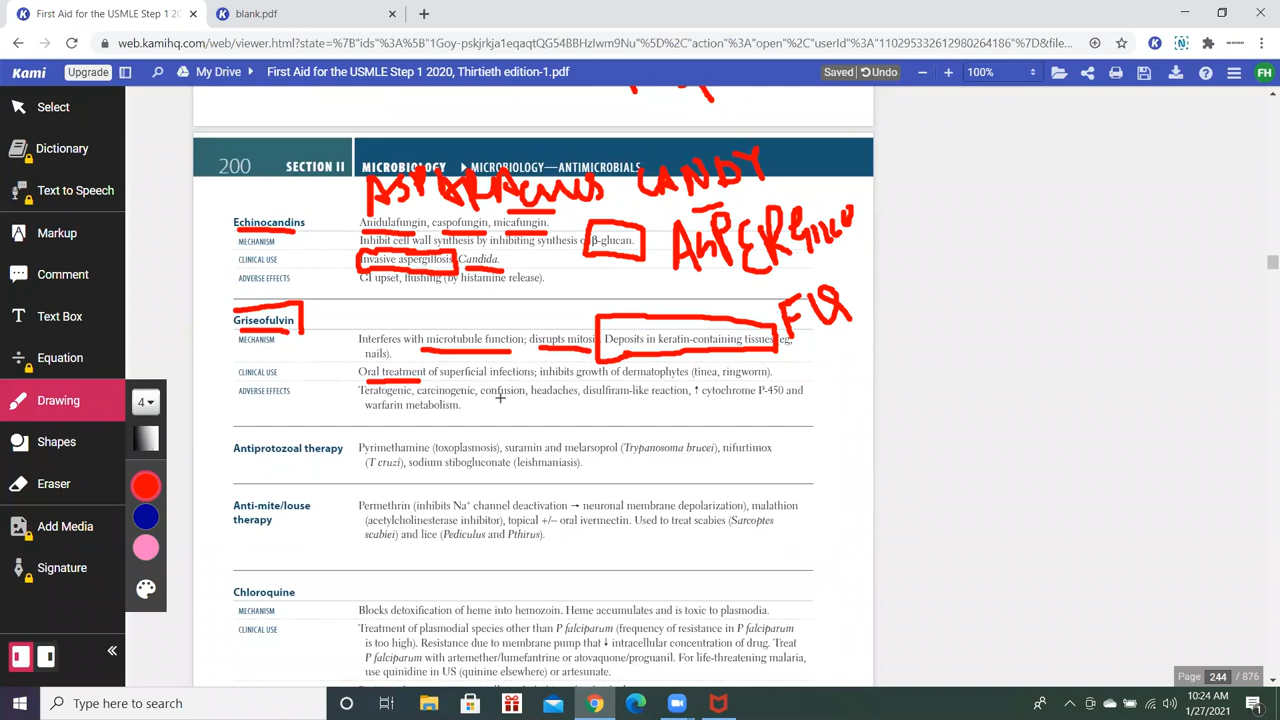 First Aid for the USMLE Step 1 20
blank.pdf
web.kamihq.com/web/viewer.html?state=%7B"ids"%3A%5B"1Goy-pskjrkja1eqaqtQG54BBHzlwm9Nu"%5D%2C"action"%3A"open"%2C"userId"%3A"110295332612980264186"%7D&file...
Kami
Upgrade
My Drive
First Aid for the USMLE Step 1 2020, Thirtieth edition-1.pdf
Saved
Undo
100%
FH
Select
Dictionary
Text to Speech
Markup
Comment
Text Box
Equation
Drawing
4
Shapes
Eraser
Add Media
Signature
200 SECTION II MICROBIOLOGY MICROBIOLOGY—ANTIMICROBIALS
CANDY
Echinocandins Anidulafungin, caspofungin, micafungin.
MECHANISM Inhibit cell wall synthesis by inhibiting synthesis of β-glucan.
CLINICAL USE Invasive aspergillosis, Candida.
ADVERSE EFFECTS GI upset, flushing (by histamine release).
Griseofulvin
MECHANISM Interferes with microtubule function; disrupts mitosis. Deposits in keratin-containing tissues (eg,
nails).
CLINICAL USE Oral treatment of superficial infections; inhibits growth of dermatophytes (tinea, ringworm).
ADVERSE EFFECTS Teratogenic, carcinogenic, confusion, headaches, disulfiram-like reaction, ↑ cytochrome P-450 and
warfarin metabolism.
Antiprotozoal therapy Pyrimethamine (toxoplasmosis), suramin and melarsoprol (Trypanosoma brucei), nifurtimox
(T cruzi), sodium stibogluconate (leishmaniasis).
Anti-mite/louse Permethrin (inhibits Na+ channel deactivation → neuronal membrane depolarization), malathion
therapy (acetylcholinesterase inhibitor), topical +/– oral ivermectin. Used to treat scabies (Sarcoptes
scabiei) and lice (Pediculus and Pthirus).
Chloroquine
MECHANISM Blocks detoxification of heme into hemozoin. Heme accumulates and is toxic to plasmodia.
CLINICAL USE Treatment of plasmodial species other than P falciparum (frequency of resistance in P falciparum
is too high). Resistance due to membrane pump that ↓ intracellular concentration of drug. Treat
P falciparum with artemether/lumefantrine or atovaquone/proguanil. For life-threatening malaria,
use quinidine in US (quinine elsewhere) or artesunate.
Page 244 / 876
Type here to search
10:24 AM
1/27/2021